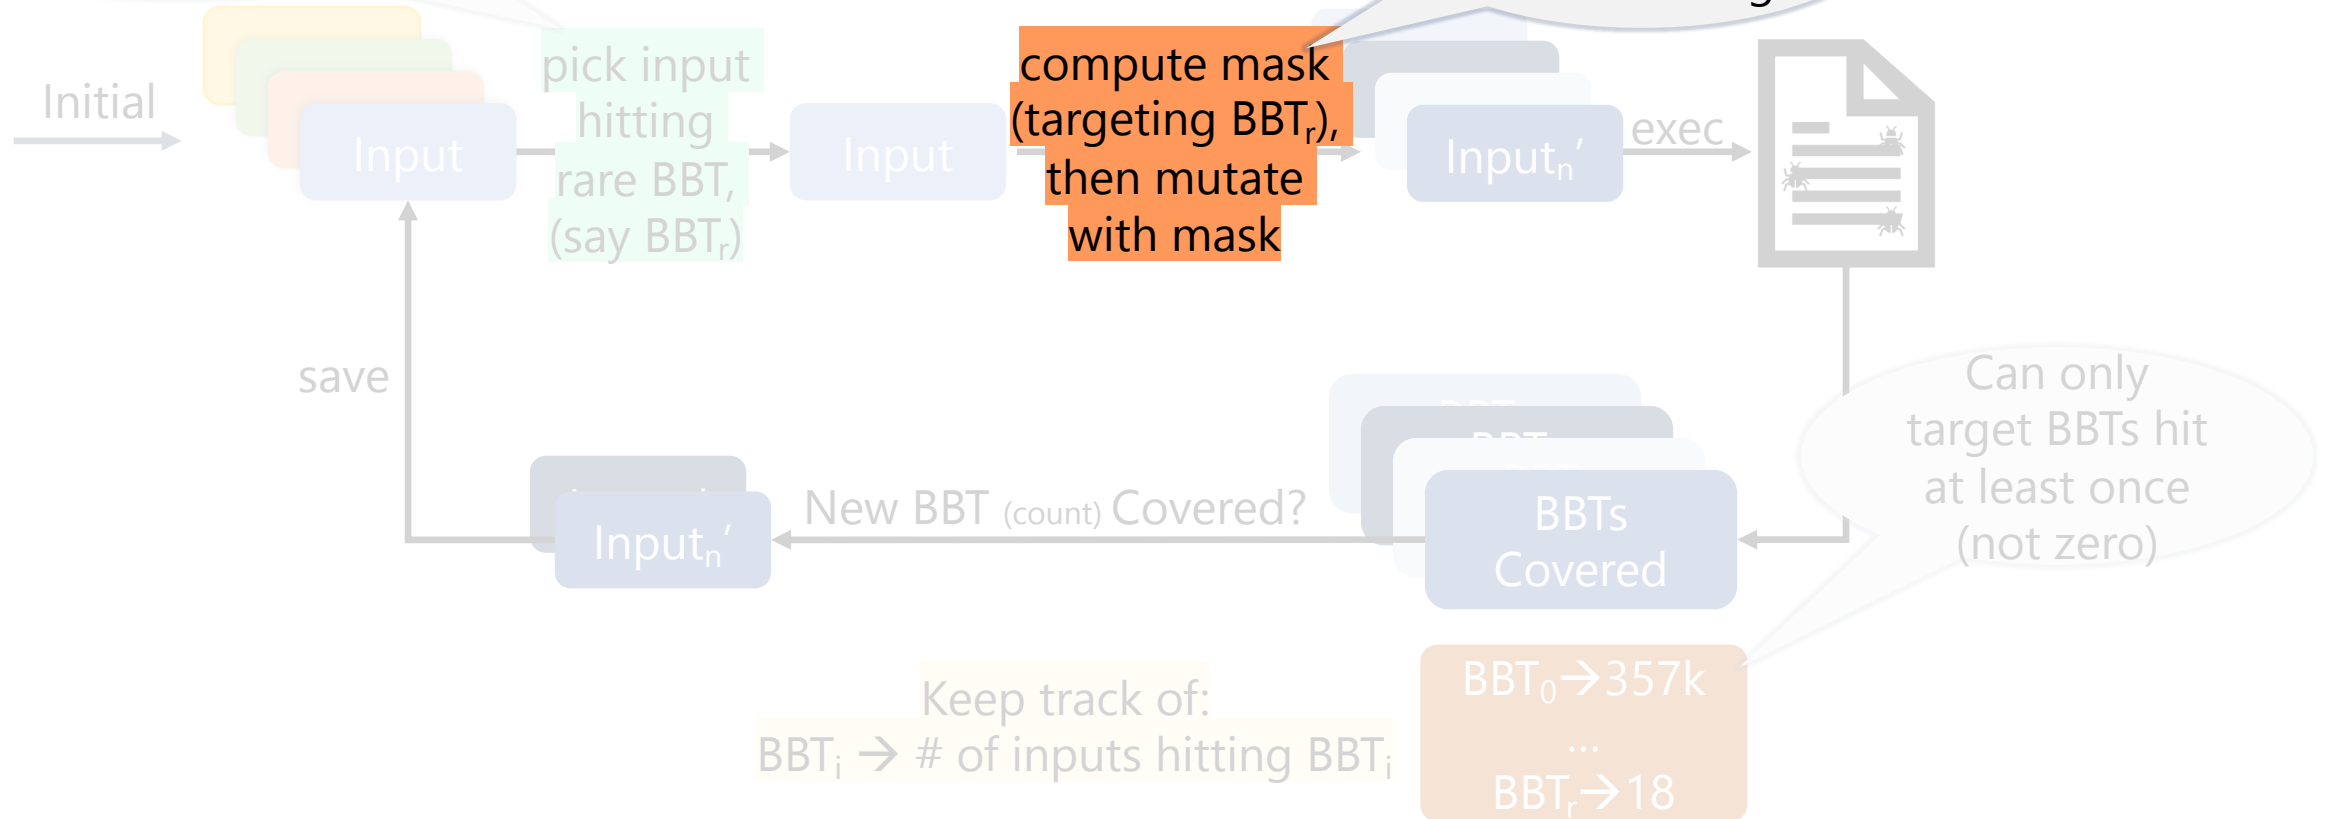 Initial
Input
pick input
hitting
rare BBT,
(say BBTᵣ)
Input
compute mask
(targeting BBTᵣ),
then mutate
with mask
Inputₙ′
exec
save
Can only
target BBTs hit
at least once
(not zero)
Inputₙ′
New BBT (count) Covered?
BBTs
Covered
Keep track of:
BBTᵢ → # of inputs hitting BBTᵢ
BBT₀→357k
...
BBTᵣ→18